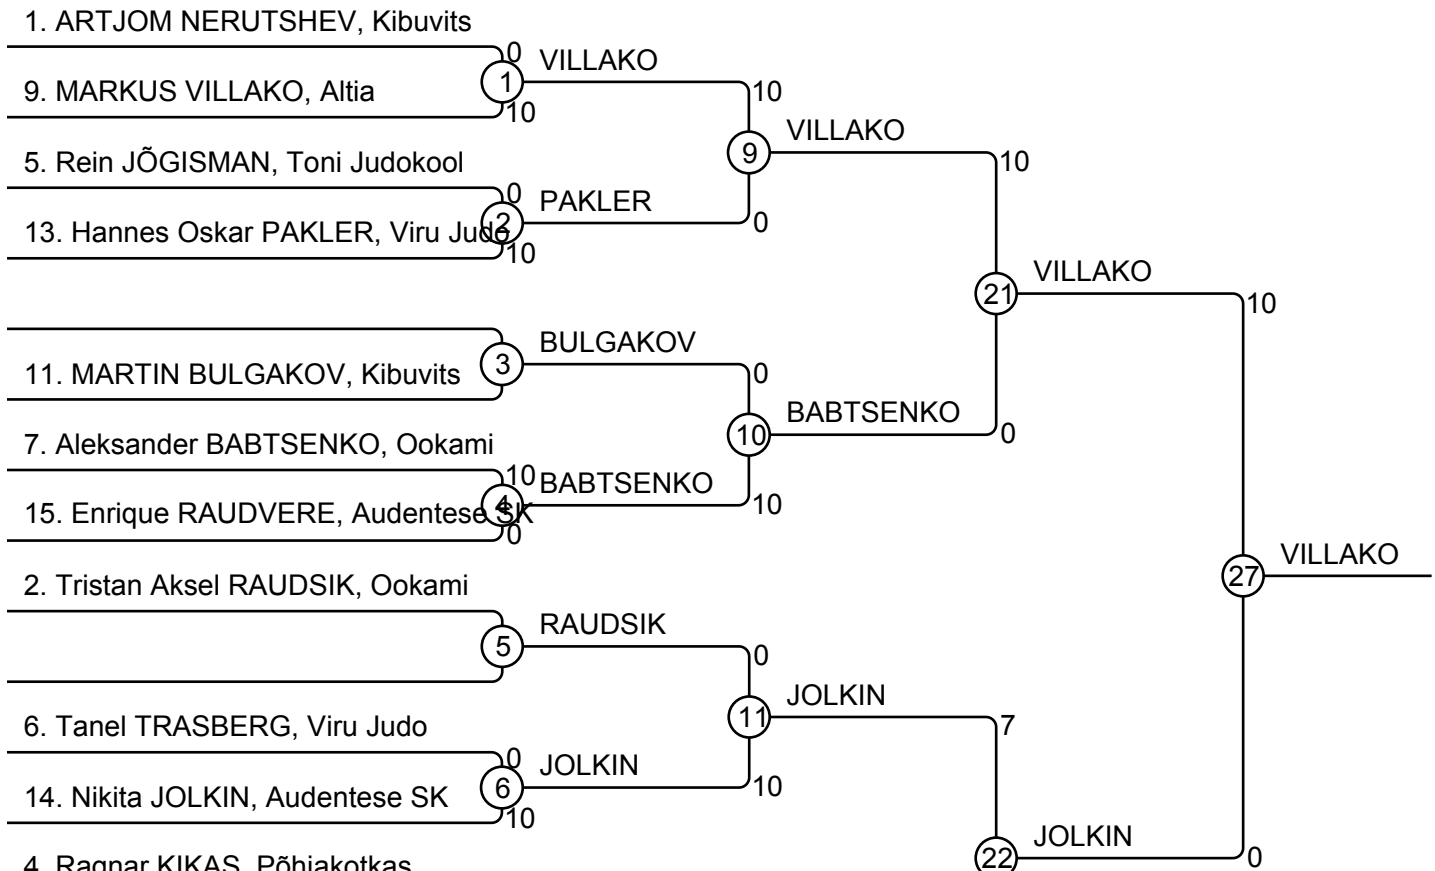 1. ARTJOM NERUTSHEV, Kibuvits
0
VILLAKO
1
10
9. MARKUS VILLAKO, Altia
10
VILLAKO
9
10
5. Rein JÕGISMAN, Toni Judokool
0
PAKLER
2
0
13. Hannes Oskar PAKLER, Viru Judo
10
VILLAKO
21
10
BULGAKOV
3
0
11. MARTIN BULGAKOV, Kibuvits
BABTSENKO
10
0
7. Aleksander BABTSENKO, Ookami
10
BABTSENKO
4
10
15. Enrique RAUDVERE, Audentese SK
0
VILLAKO
27
2. Tristan Aksel RAUDSIK, Ookami
RAUDSIK
5
0
JOLKIN
11
7
6. Tanel TRASBERG, Viru Judo
0
JOLKIN
6
10
14. Nikita JOLKIN, Audentese SK
10
JOLKIN
22
0
4. Ragnar KIKAS, Põhjakotkas